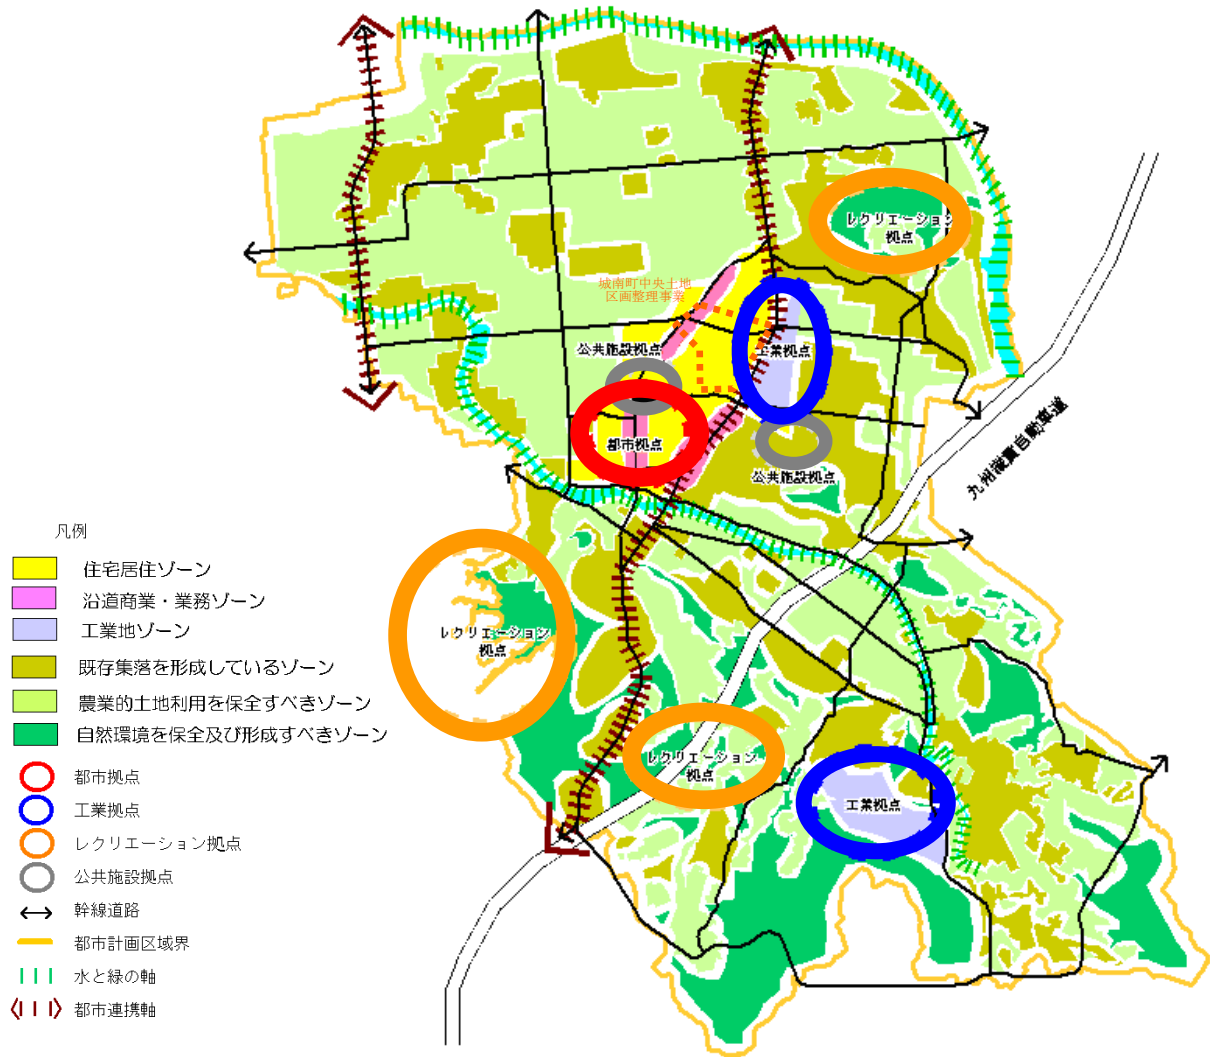 レクリエーション
拠点
城南町中央土地
区画整理事業
公共施設拠点
工業拠点
都市拠点
公共施設拠点
九州縦貫自動車道
レクリエーション
拠点
レクリエーション
拠点
工業拠点
凡例
住宅居住ゾーン
沿道商業・業務ゾーン
工業地ゾーン
既存集落を形成しているゾーン
農業的土地利用を保全すべきゾーン
自然環境を保全及び形成すべきゾーン
都市拠点
工業拠点
レクリエーション拠点
公共施設拠点
幹線道路
都市計画区域界
水と緑の軸
都市連携軸